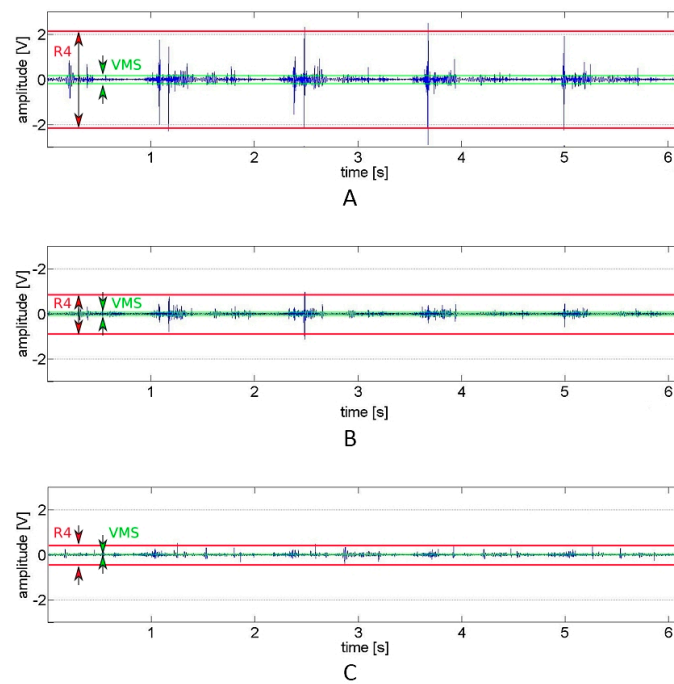 amplitude [V]
2
0
-2
R4
VMS
1 2 3 4 5 6
time [s]
A
amplitude [V]
-2
0
2
R4
VMS
1 2 3 4 5 6
time [s]
B
amplitude [V]
2
0
-2
R4
VMS
1 2 3 4 5 6
time [s]
C